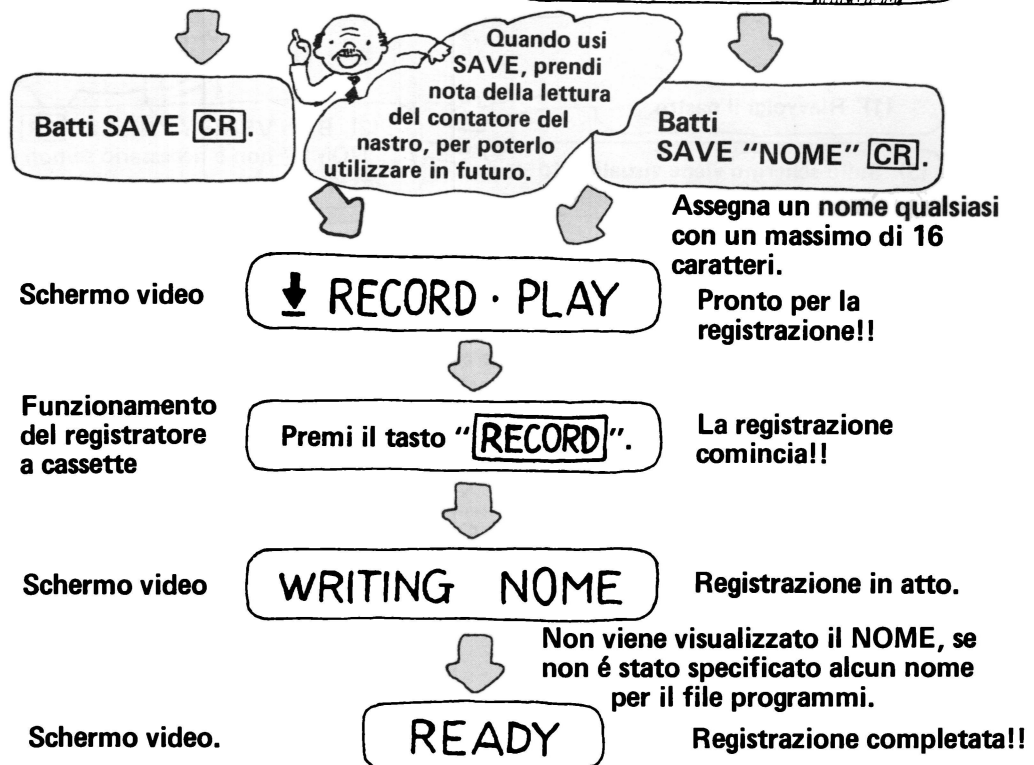 Batti SAVE CR.
Quando usi
SAVE, prendi
nota della lettura
del contatore del
nastro, per poterlo
utilizzare in futuro.
Batti
SAVE "NOME" CR.
Assegna un nome qualsiasi
con un massimo di 16
caratteri.
Schermo video
RECORD · PLAY
Pronto per la
registrazione!!
Funzionamento
del registratore
a cassette
Premi il tasto "RECORD".
La registrazione
comincia!!
Schermo video
WRITING NOME
Registrazione in atto.
Non viene visualizzato il NOME, se
non é stato specificato alcun nome
per il file programmi.
Schermo video.
READY
Registrazione completata!!